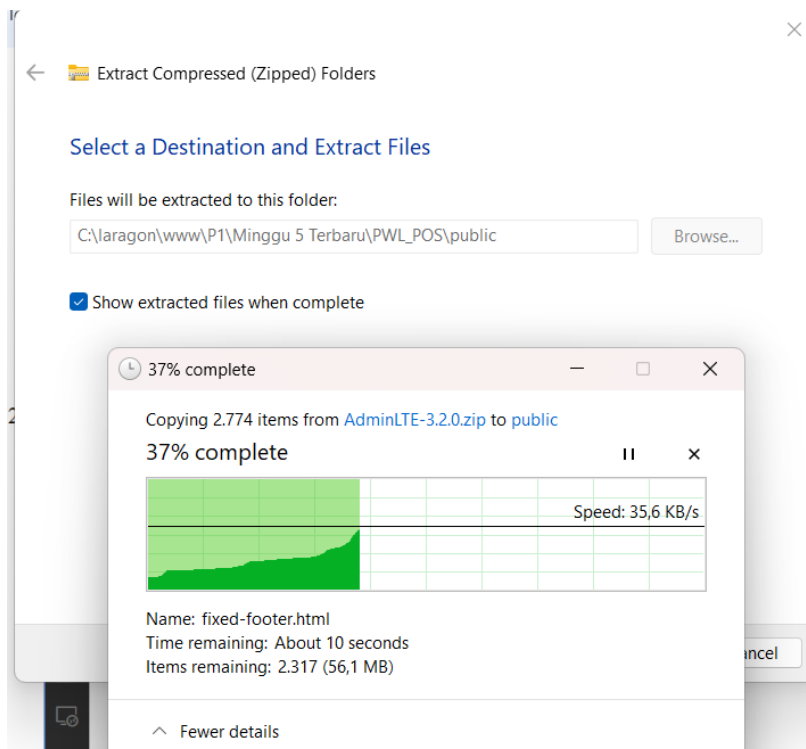 Extract Compressed (Zipped) Folders
Select a Destination and Extract Files
Files will be extracted to this folder:
C:\laragon\www\P1\Minggu 5 Terbaru\PWL_POS\public
Browse...
Show extracted files when complete
37% complete
Copying 2.774 items from AdminLTE-3.2.0.zip to public
37% complete
Speed: 35,6 KB/s
Name: fixed-footer.html
Time remaining: About 10 seconds
Items remaining: 2.317 (56,1 MB)
ancel
Fewer details